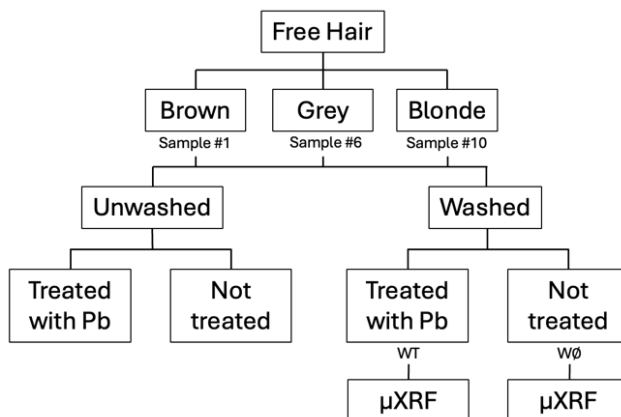 Free Hair
Brown
Grey
Blonde
Sample #1
Sample #6
Sample #10
Unwashed
Washed
Treated
with Pb
Not
treated
Treated
with Pb
Not
treated
WT
WØ
µXRF
µXRF